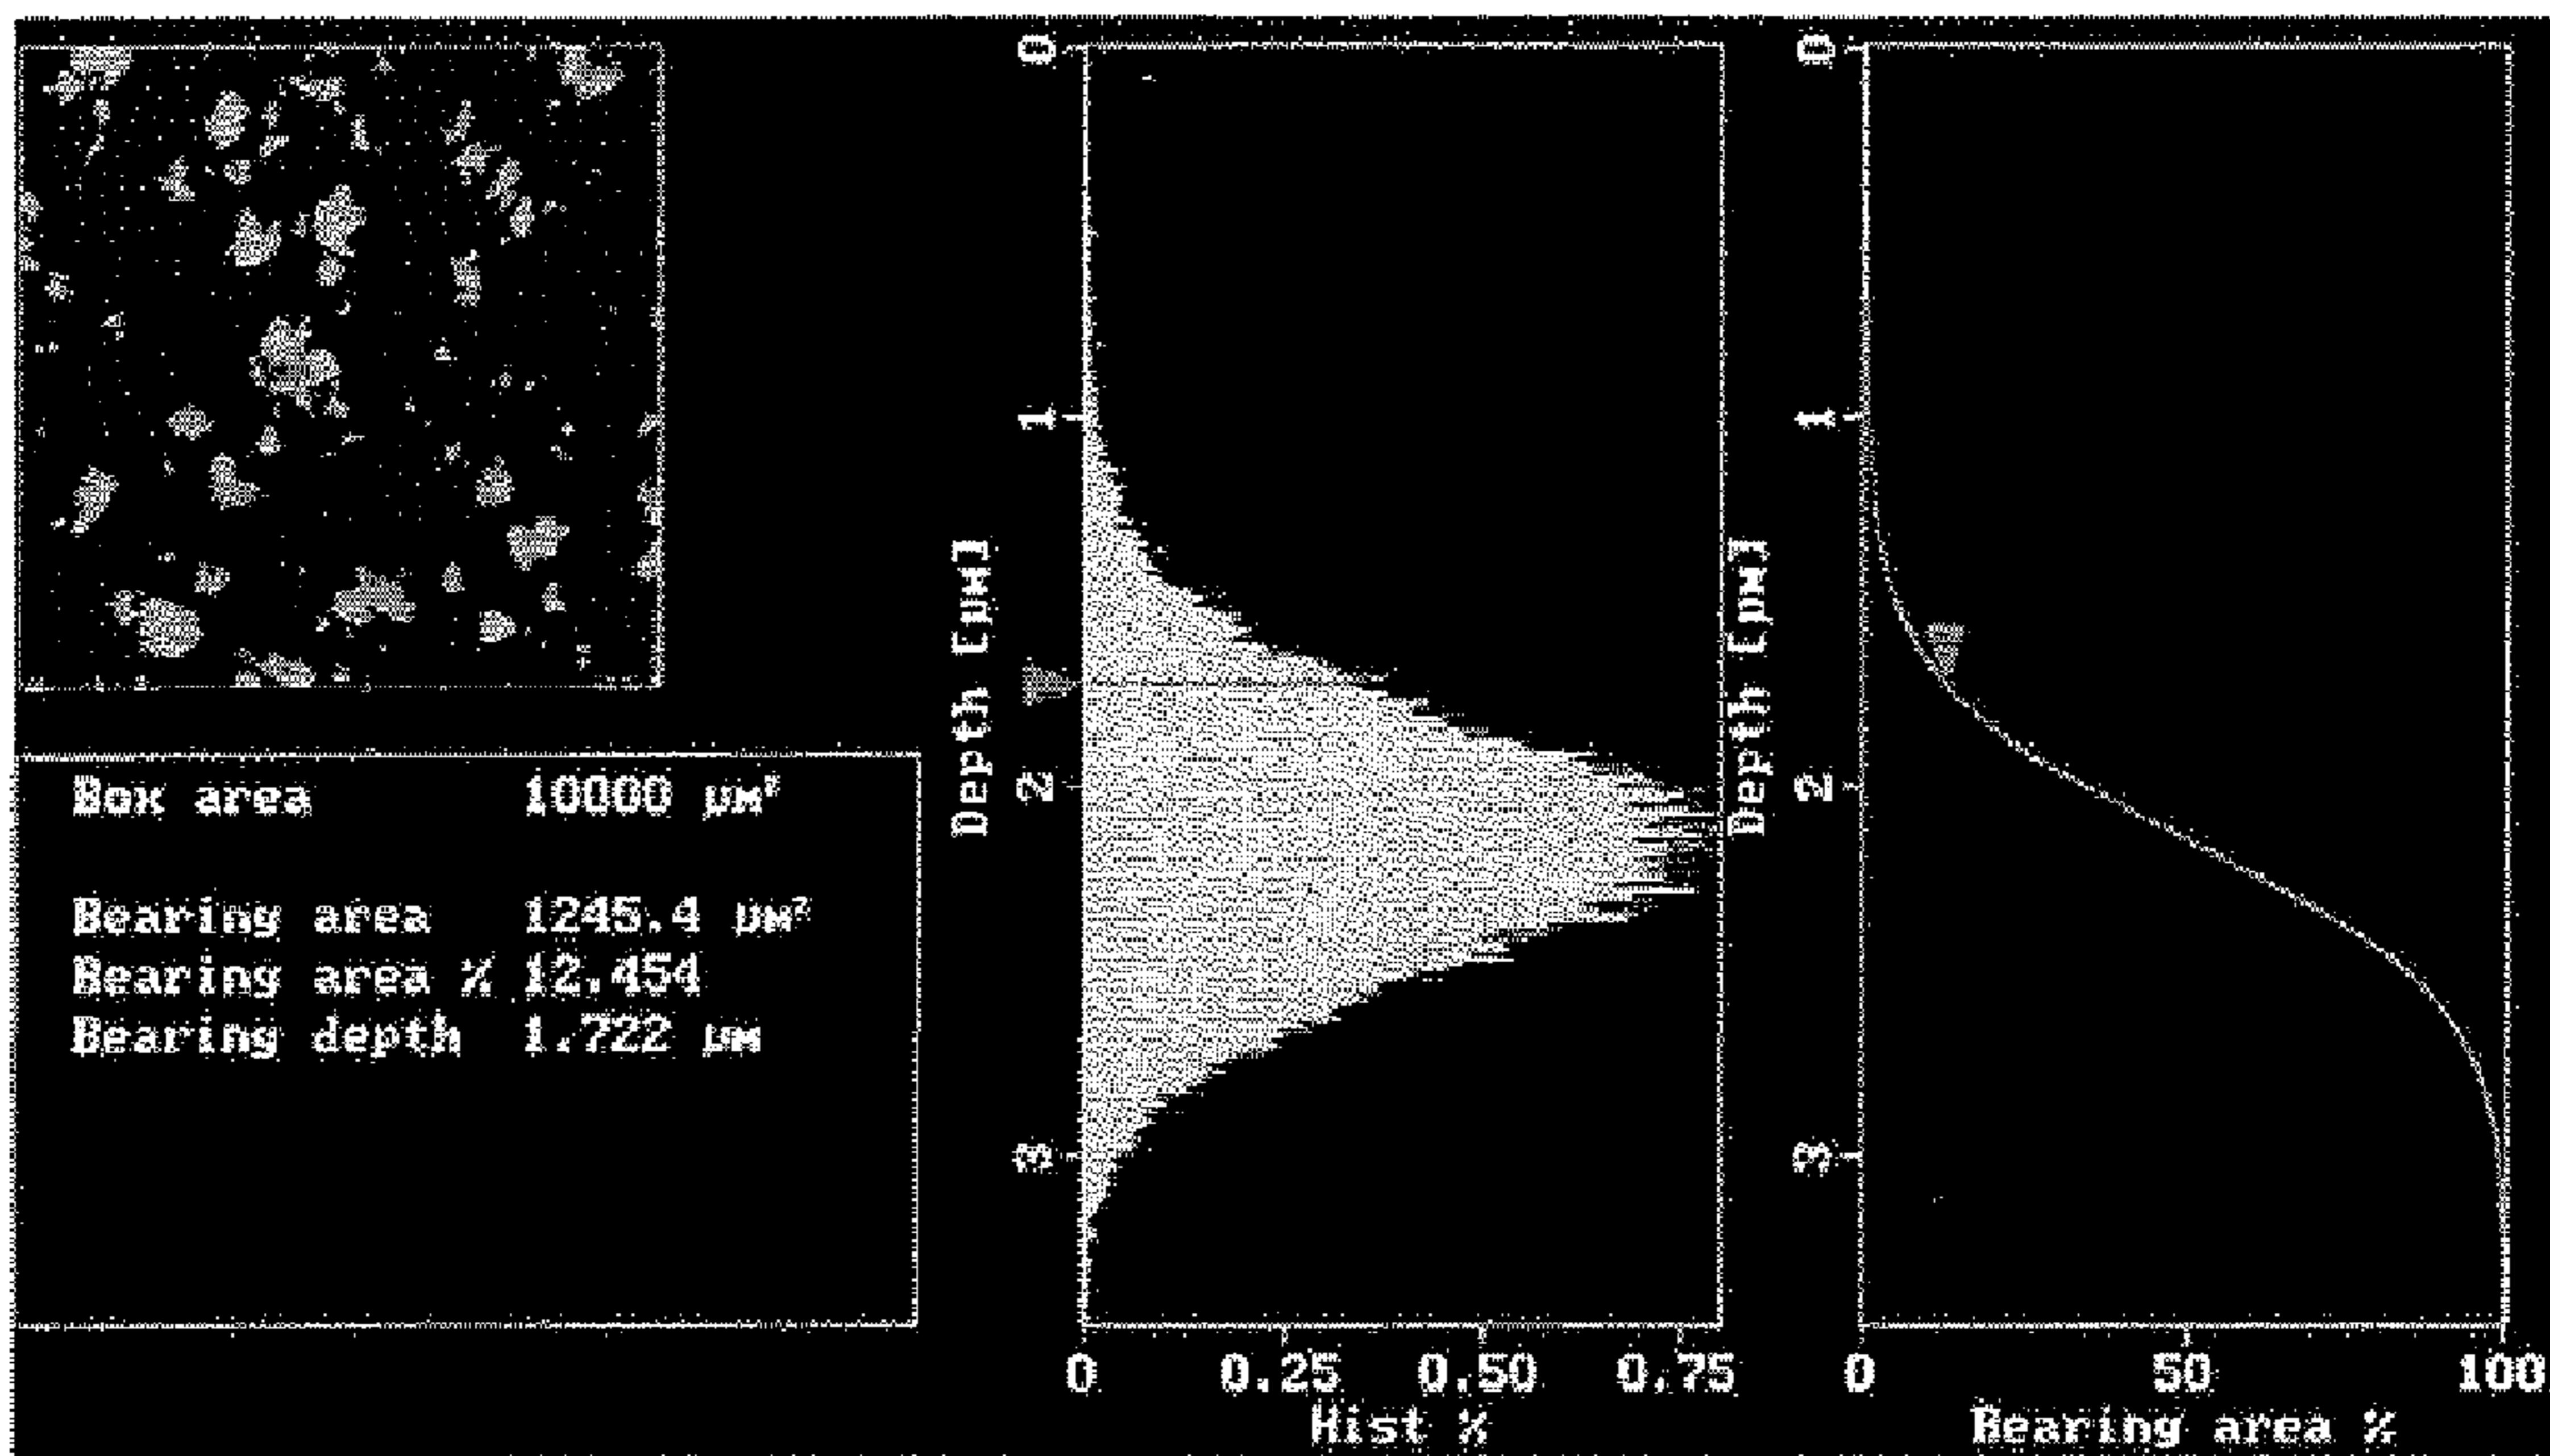 Box area 10000 µm²
Bearing area 1245.4 µm²
Bearing area % 12.454
Bearing depth 1.722 µm
Depth [µm]
0
1
2
3
0 0.25 0.50 0.75
Hist %
Depth [µm]
0
1
2
3
0 50 100
Bearing area %